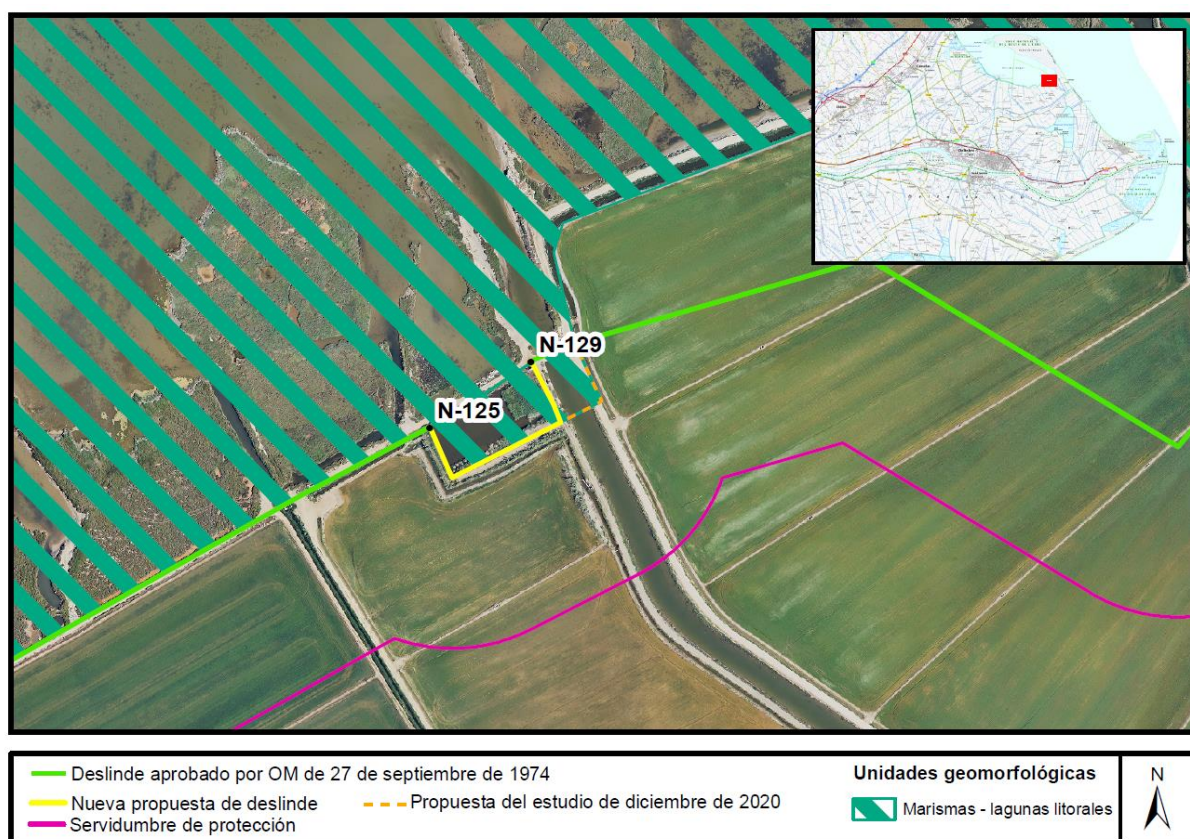 N-129
N-125
Deslinde aprobado por OM de 27 de septiembre de 1974
Nueva propuesta de deslinde
Propuesta del estudio de diciembre de 2020
Servidumbre de protección
Unidades geomorfológicas
Marismas - lagunas litorales
N